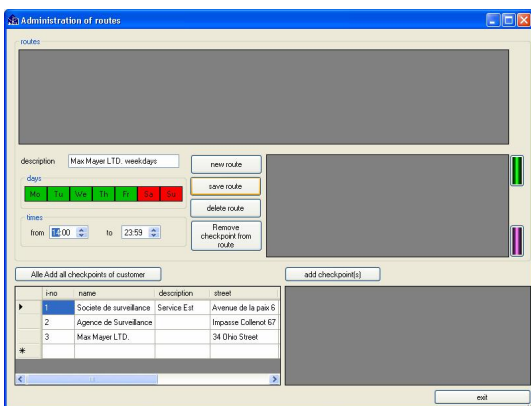 Administration of routes
routes
description Max Mayer LTD. weekdays
new route
days
save route
Mo Tu We Th Fr Sa Su
delete route
times
from 14:00 to 23:59
Remove checkpoint from route
Alle Add all checkpoints of customer
add checkpoint(s)
i-no name description street
1 Societe de surveillance Service Est Avenue de la paix 6
2 Agence de Surveillance Impasse Collenot 67
3 Max Mayer LTD. 34 Ohio Street
exit